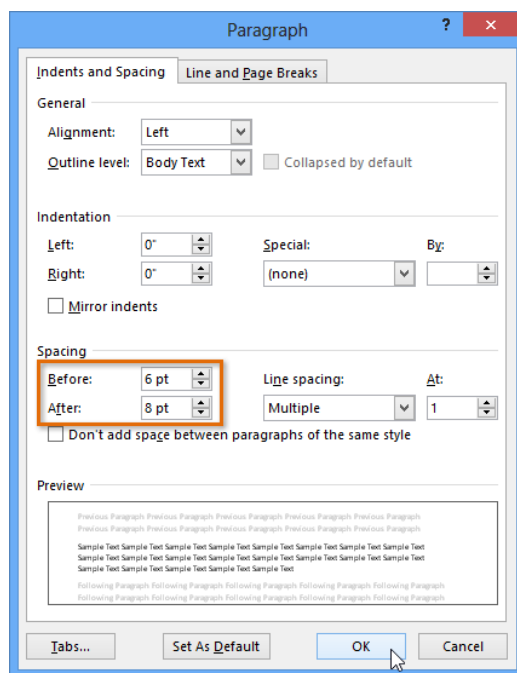 Paragraph ? ×
Indents and Spacing Line and Page Breaks
General
Alignment: Left
Outline level: Body Text Collapsed by default
Indentation
Left: 0" Special: By:
Right: 0" (none)
Mirror indents
Spacing
Before: 6 pt Line spacing: At:
After: 8 pt Multiple 1
Don't add space between paragraphs of the same style
Preview
Previous Paragraph Previous Paragraph Previous Paragraph Previous Paragraph Previous Paragraph
Previous Paragraph Previous Paragraph Previous Paragraph Previous Paragraph Previous Paragraph
Sample Text Sample Text Sample Text Sample Text Sample Text Sample Text Sample Text Sample Text
Sample Text Sample Text Sample Text Sample Text Sample Text Sample Text Sample Text Sample Text
Sample Text Sample Text Sample Text Sample Text Sample Text
Following Paragraph Following Paragraph Following Paragraph Following Paragraph Following Paragraph
Following Paragraph Following Paragraph Following Paragraph Following Paragraph Following Paragraph
Tabs... Set As Default OK Cancel